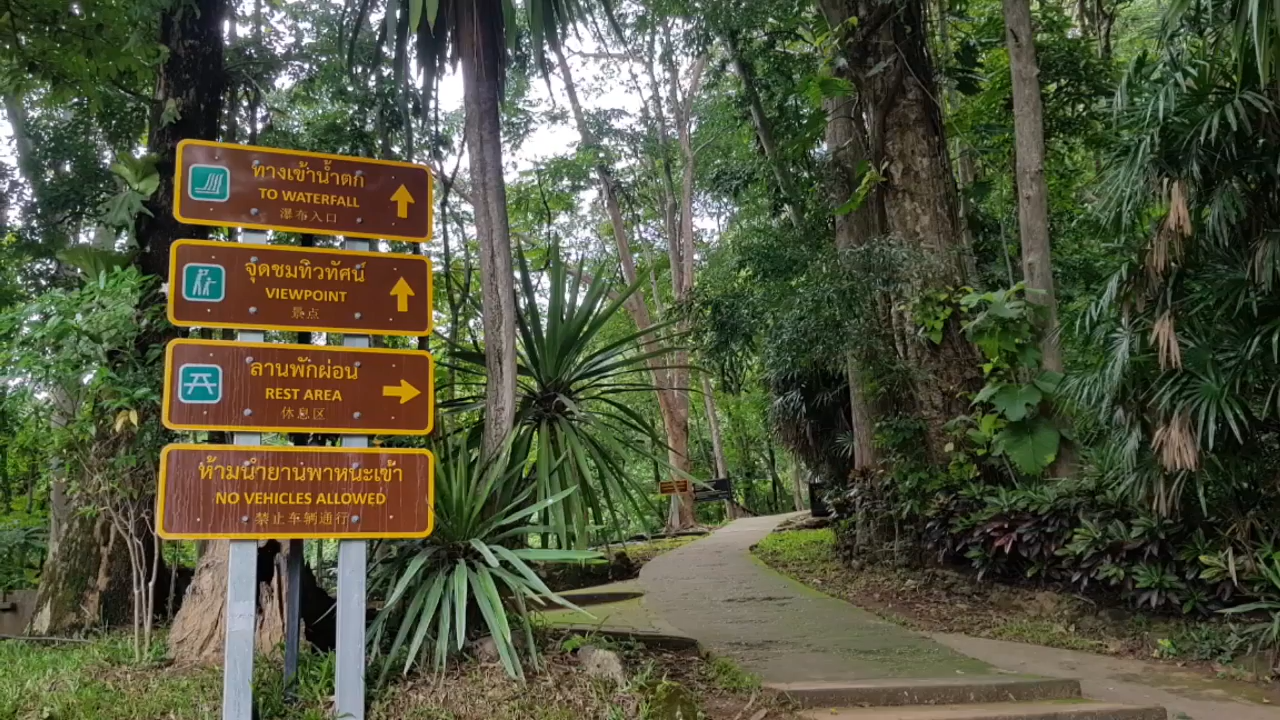 ทางเข้าน้ำตก
TO WATERFALL
瀑布入口
จุดชมทิวทัศน์
VIEWPOINT
景点
ลานพักผ่อน
REST AREA
休息区
ห้ามนำยานพาหนะเข้า
NO VEHICLES ALLOWED
禁止车辆通行